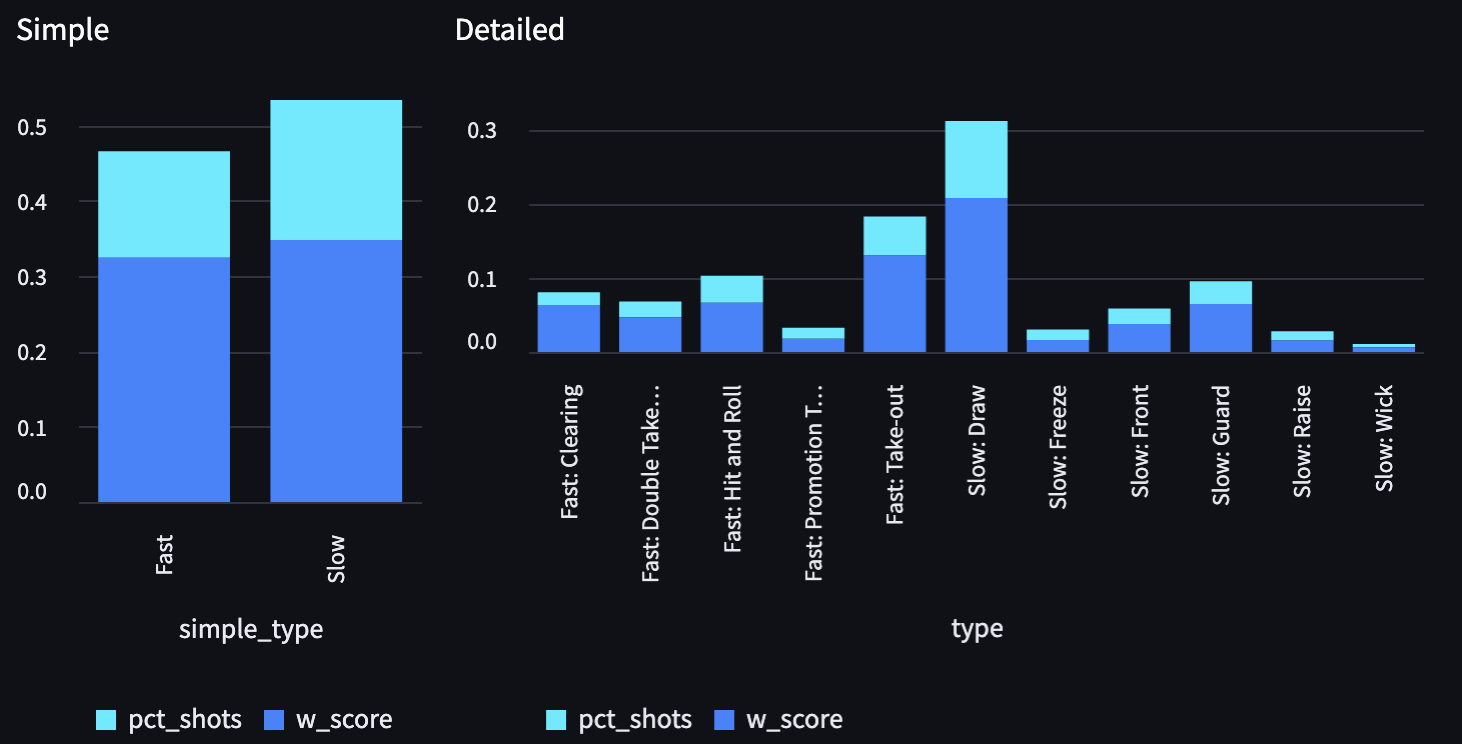 Simple
0.5
0.4
0.3
0.2
0.1
0.0
Fast
Slow
simple_type
pct_shots
w_score
Detailed
0.3
0.2
0.1
0.0
Fast: Clearing
Fast: Double Take…
Fast: Hit and Roll
Fast: Promotion T…
Fast: Take-out
Slow: Draw
Slow: Freeze
Slow: Front
Slow: Guard
Slow: Raise
Slow: Wick
type
pct_shots
w_score